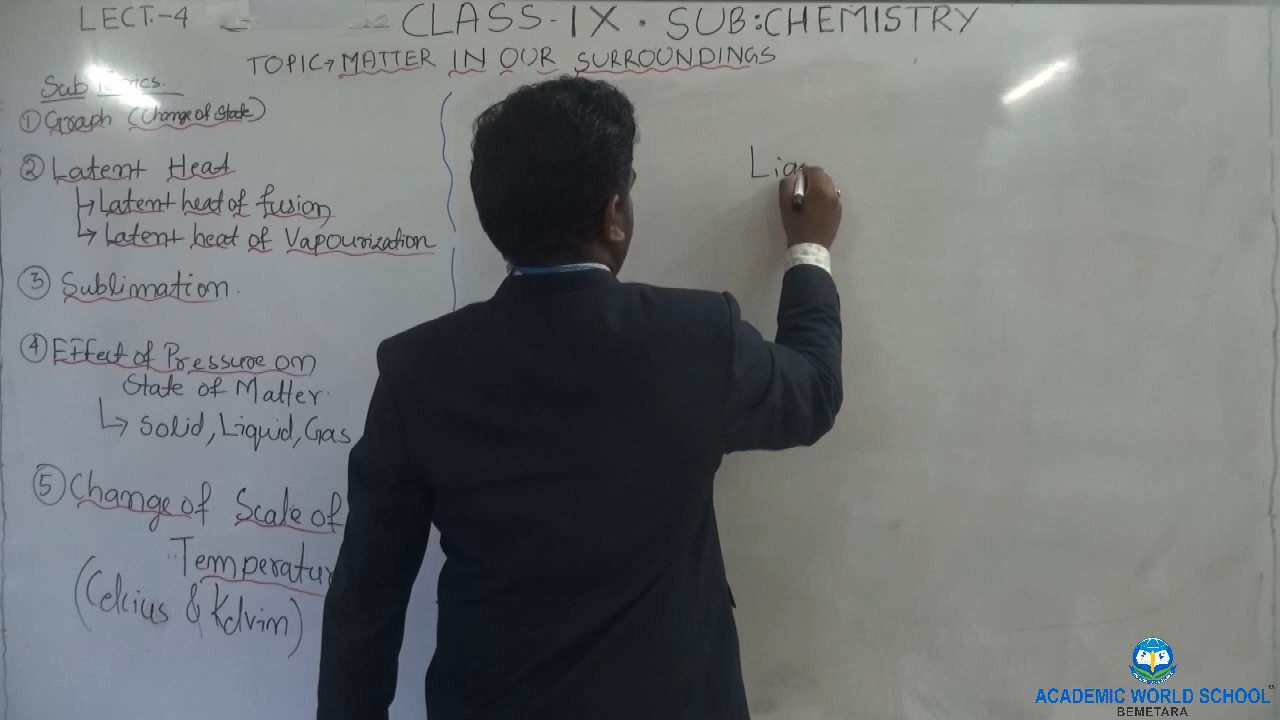 LECT.-4 CLASS-IX. SUB:CHEMISTRY
TOPIC→MATTER IN OUR SURROUNDINGS
① Graph (Change of State)
② Latent Heat
↳ Latent heat of fusion
↳ Latent heat of Vapourization
③ Sublimation.
④ Effect of Pressure on
State of Matter.
↳ Solid, Liquid, Gas
⑤ Change of Scale of
Temperatur
(Celcius & Kelvin)
ACADEMIC WORLD SCHOOL
BEMETARA